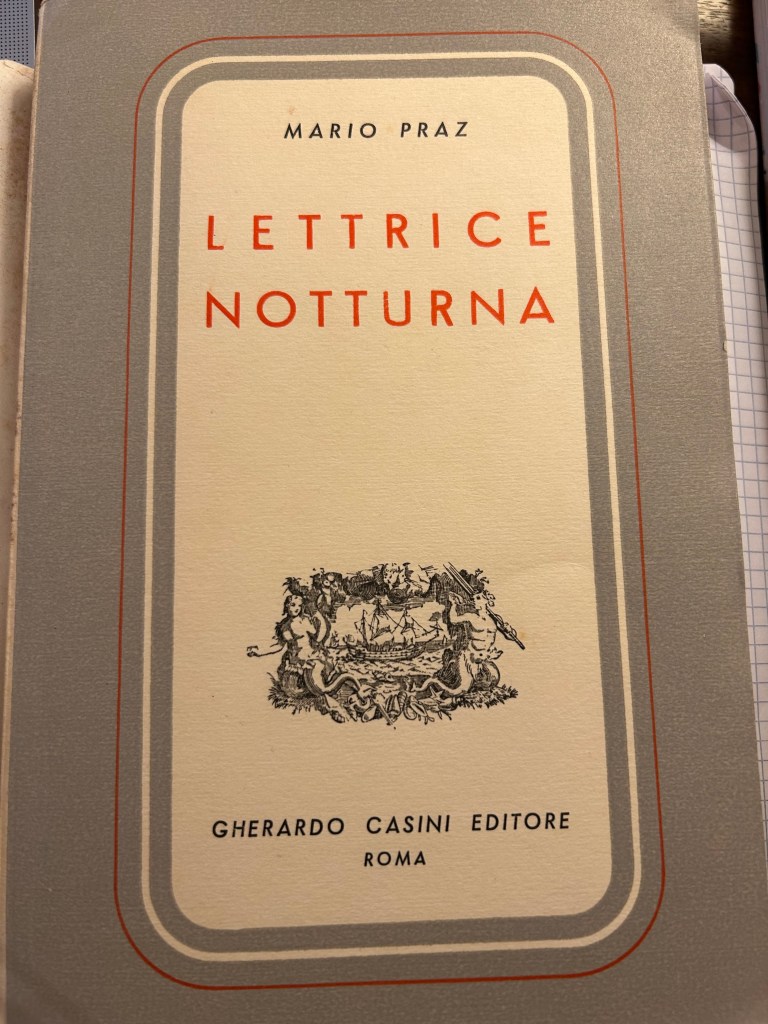 MARIO PRAZ
LETTRICE
NOTTURNA
GHERARDO CASINI EDITORE
ROMA